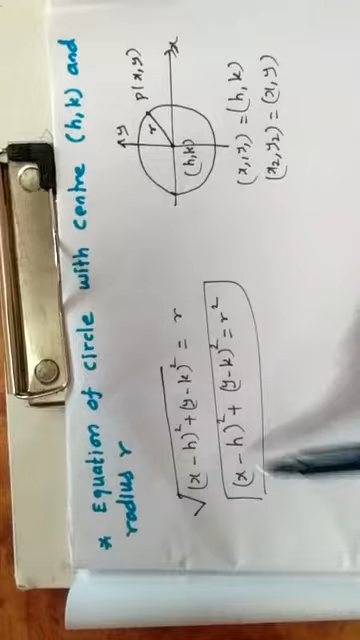 * Equation of circle with centre (h,k) and
radius r
√(x-h)²+(y-k)² = r
(x-h)²+(y-k)²=r²
y
x
P(x,y)
r
(h,k)
(x₁,y₁)=(h,k)
(x₂,y₂)=(x,y)